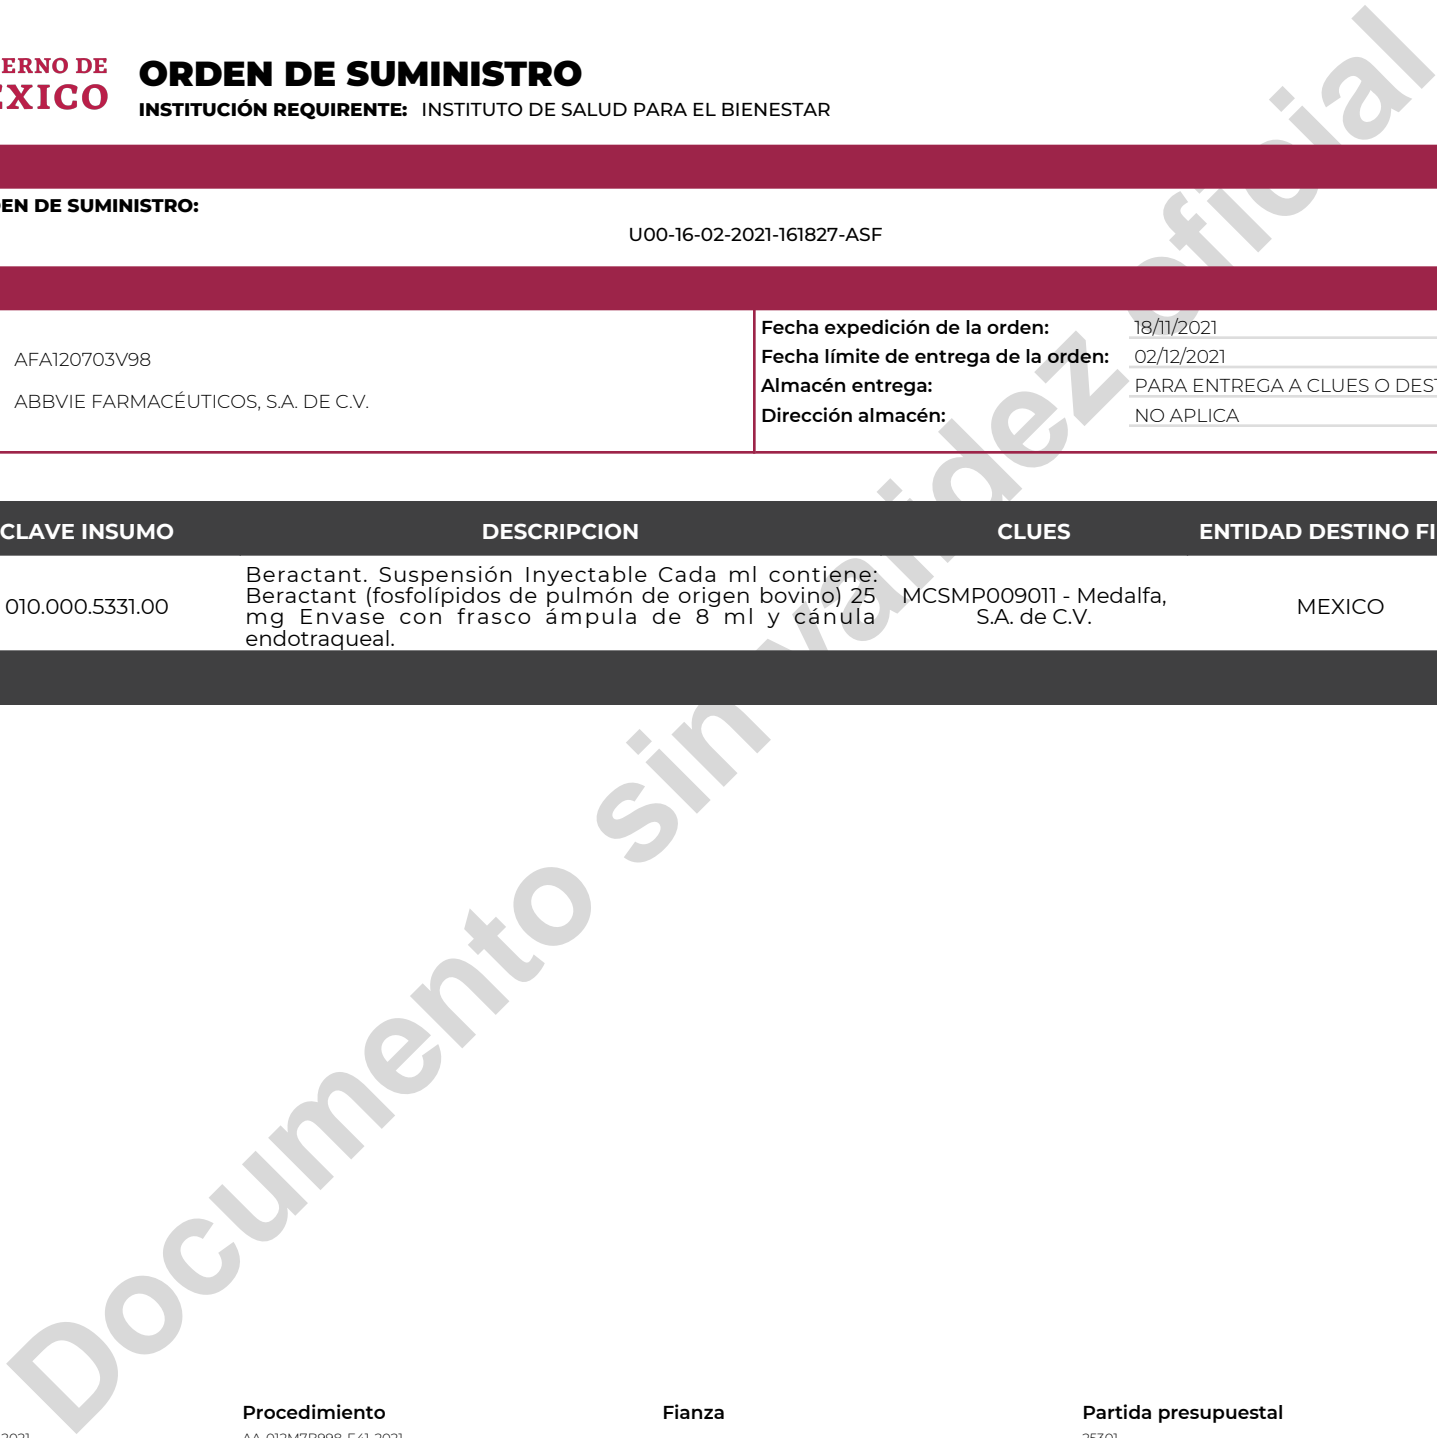 ERNO DE
EXICO
ORDEN DE SUMINISTRO
INSTITUCIÓN REQUIRENTE: INSTITUTO DE SALUD PARA EL BIENESTAR
EN DE SUMINISTRO:
U00-16-02-2021-161827-ASF
AFA120703V98
ABBVIE FARMACÉUTICOS, S.A. DE C.V.
Fecha expedición de la orden: 18/11/2021
Fecha límite de entrega de la orden: 02/12/2021
Almacén entrega: PARA ENTREGA A CLUES O DEST
Dirección almacén: NO APLICA
CLAVE INSUMO DESCRIPCION CLUES ENTIDAD DESTINO FI
010.000.5331.00
Beractant. Suspensión Inyectable Cada ml contiene:
Beractant (fosfolípidos de pulmón de origen bovino) 25
mg Envase con frasco ámpula de 8 ml y cánula
endotraqueal.
MCSMP009011 - Medalfa,
S.A. de C.V.
MEXICO
Documento sin validez oficial
Procedimiento Fianza Partida presupuestal
2021 25301